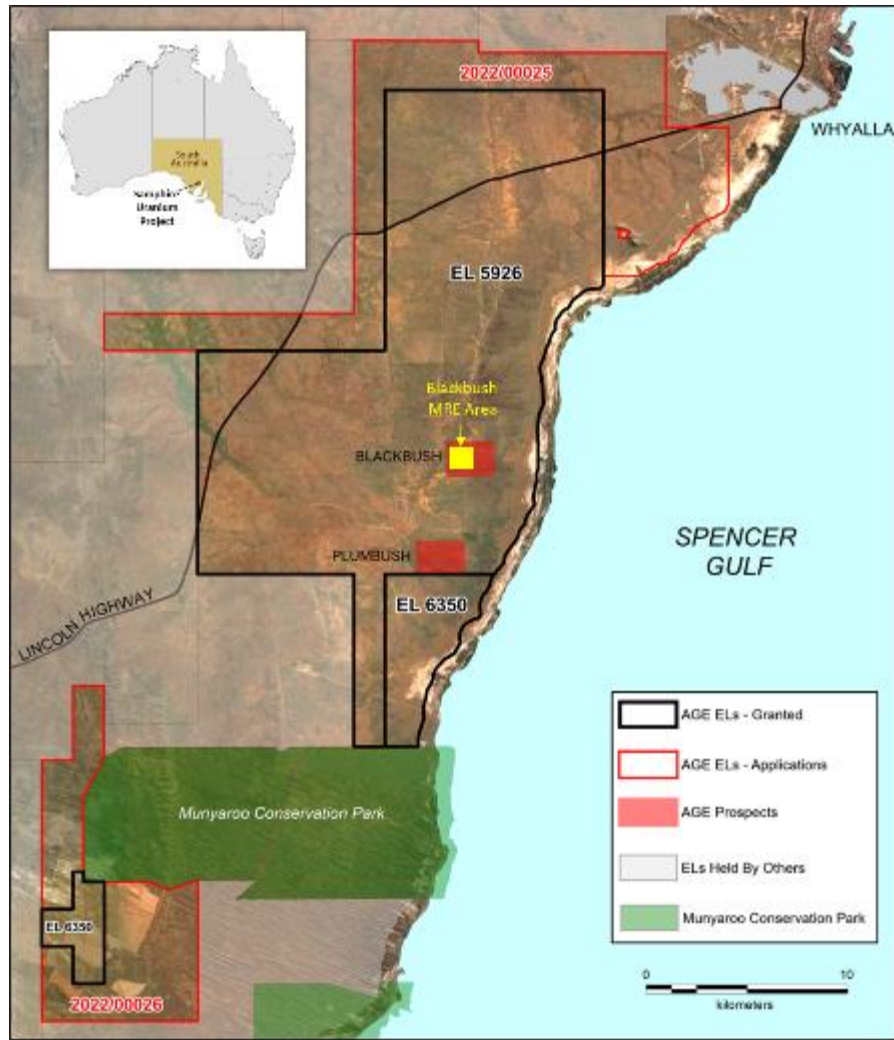 2022/00025
WHYALLA
South
Australia
Samphire
Uranium
Project
EL 5926
Blackbush
MRE Area
BLACKBUSH
PLUMBUSH
SPENCER
GULF
EL 6350
LINCOLN HIGHWAY
AGE ELs - Granted
AGE ELs - Applications
AGE Prospects
ELs Held By Others
Munyaroo Conservation Park
Munyaroo Conservation Park
EL 6350
2022/00026
0 10
kilometers